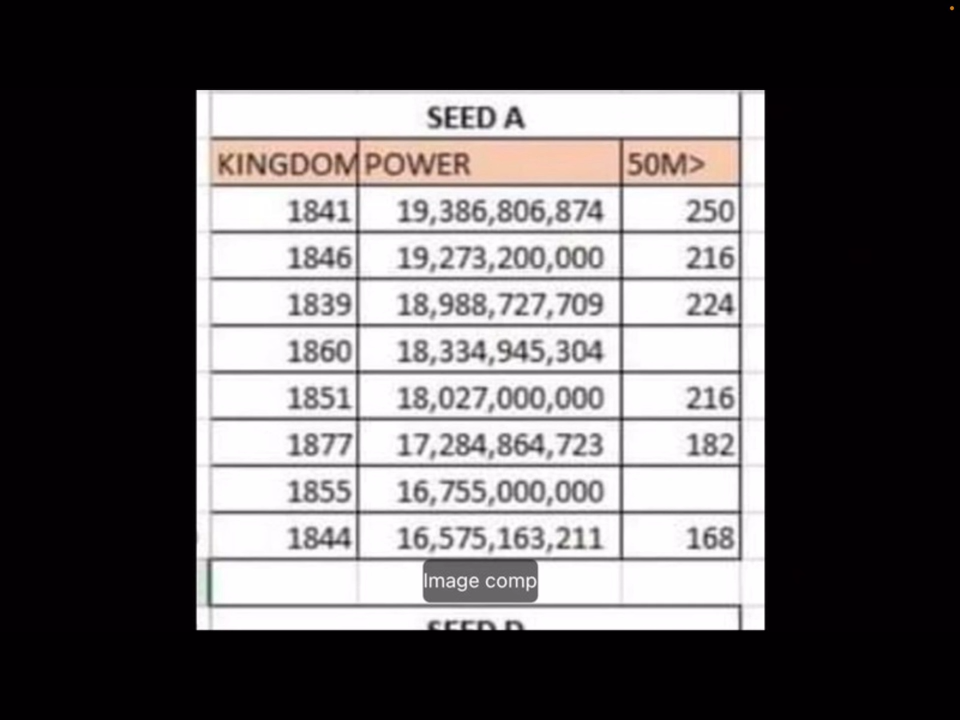 SEED A
KINGDOM POWER 50M>
1841 19,386,806,874 250
1846 19,273,200,000 216
1839 18,988,727,709 224
1860 18,334,945,304
1851 18,027,000,000 216
1877 17,284,864,723 182
1855 16,755,000,000
1844 16,575,163,211 168
Image comp
SEED